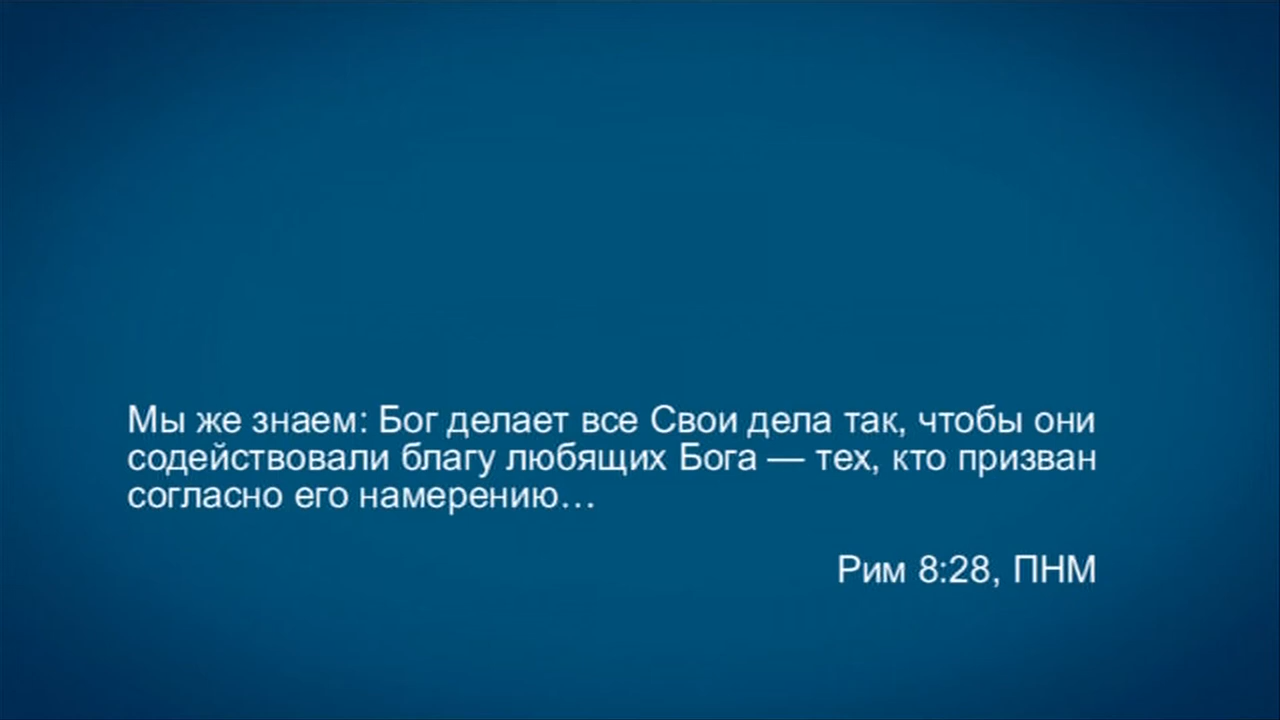 Мы же знаем: Бог делает все Свои дела так, чтобы они
содействовали благу любящих Бога — тех, кто призван
согласно его намерению…
Рим 8:28, ПНМ